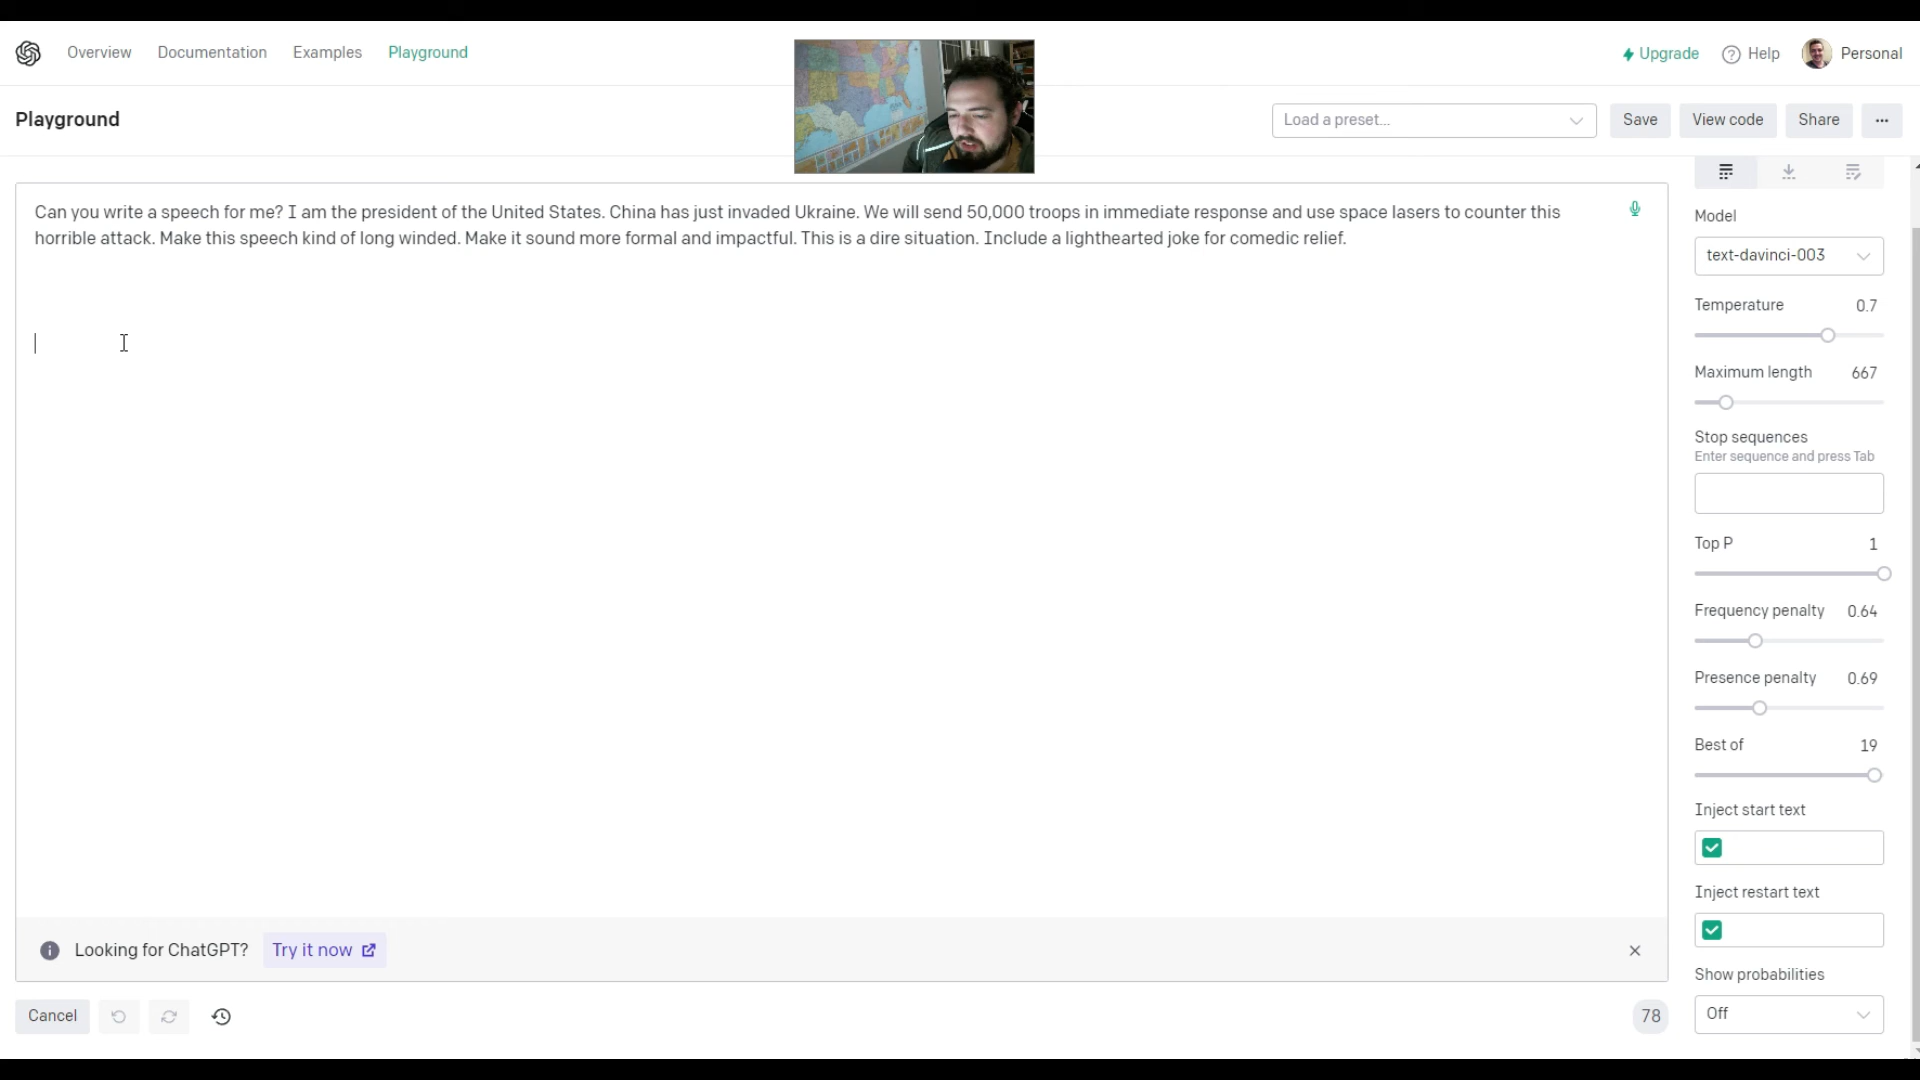 Overview Documentation Examples Playground
Upgrade Help Personal
Playground
Load a preset...
Save View code Share ...
Can you write a speech for me? I am the president of the United States. China has just invaded Ukraine. We will send 50,000 troops in immediate response and use space lasers to counter this
horrible attack. Make this speech kind of long winded. Make it sound more formal and impactful. This is a dire situation. Include a lighthearted joke for comedic relief.
Model
text-davinci-003
Temperature 0.7
Maximum length 667
Stop sequences
Enter sequence and press Tab
Top P 1
Frequency penalty 0.64
Presence penalty 0.69
Best of 19
Inject start text
Inject restart text
Show probabilities
Off
Looking for ChatGPT? Try it now
Cancel
78